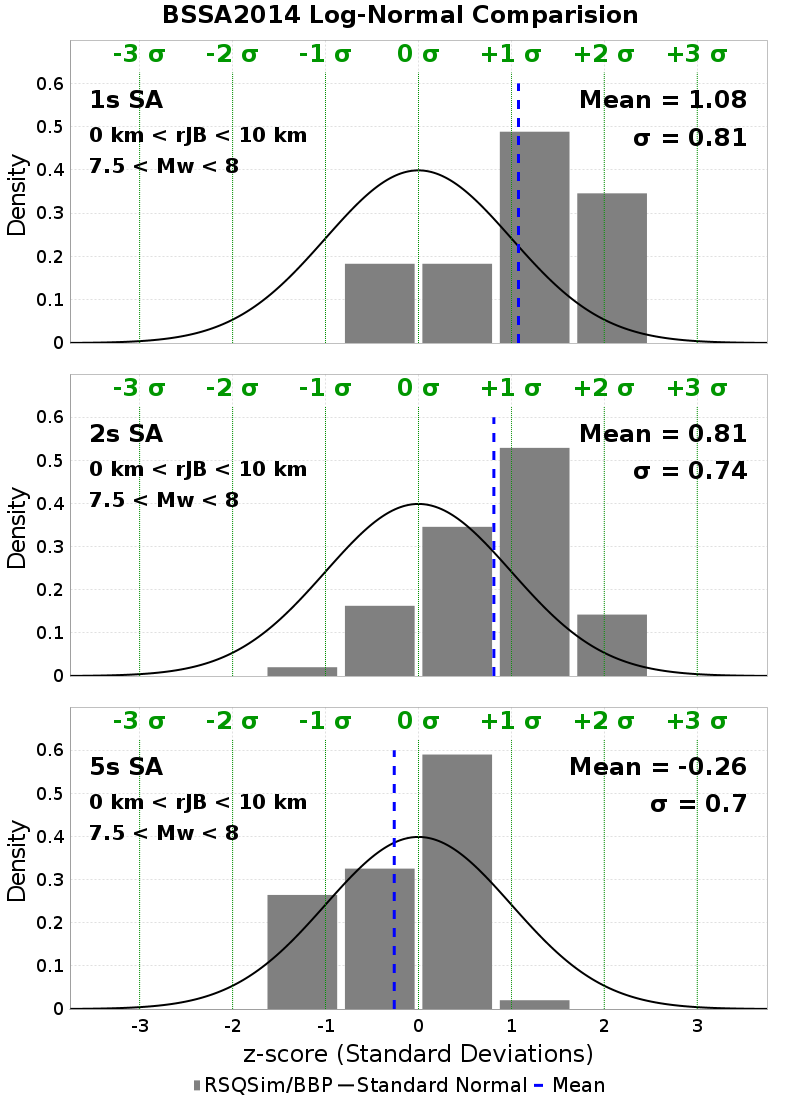 BSSA2014 Log-Normal Comparision
-3 σ -2 σ -1 σ 0 σ +1 σ +2 σ +3 σ
1s SA
0 km < rJB < 10 km
7.5 < Mw < 8
Mean = 1.08
σ = 0.81
Density
0.6
0.5
0.4
0.3
0.2
0.1
0
-3 σ -2 σ -1 σ 0 σ +1 σ +2 σ +3 σ
2s SA
0 km < rJB < 10 km
7.5 < Mw < 8
Mean = 0.81
σ = 0.74
Density
0.6
0.5
0.4
0.3
0.2
0.1
0
-3 σ -2 σ -1 σ 0 σ +1 σ +2 σ +3 σ
5s SA
0 km < rJB < 10 km
7.5 < Mw < 8
Mean = -0.26
σ = 0.7
Density
0.6
0.5
0.4
0.3
0.2
0.1
0
-3 -2 -1 0 1 2 3
z-score (Standard Deviations)
RSQSim/BBP Standard Normal Mean